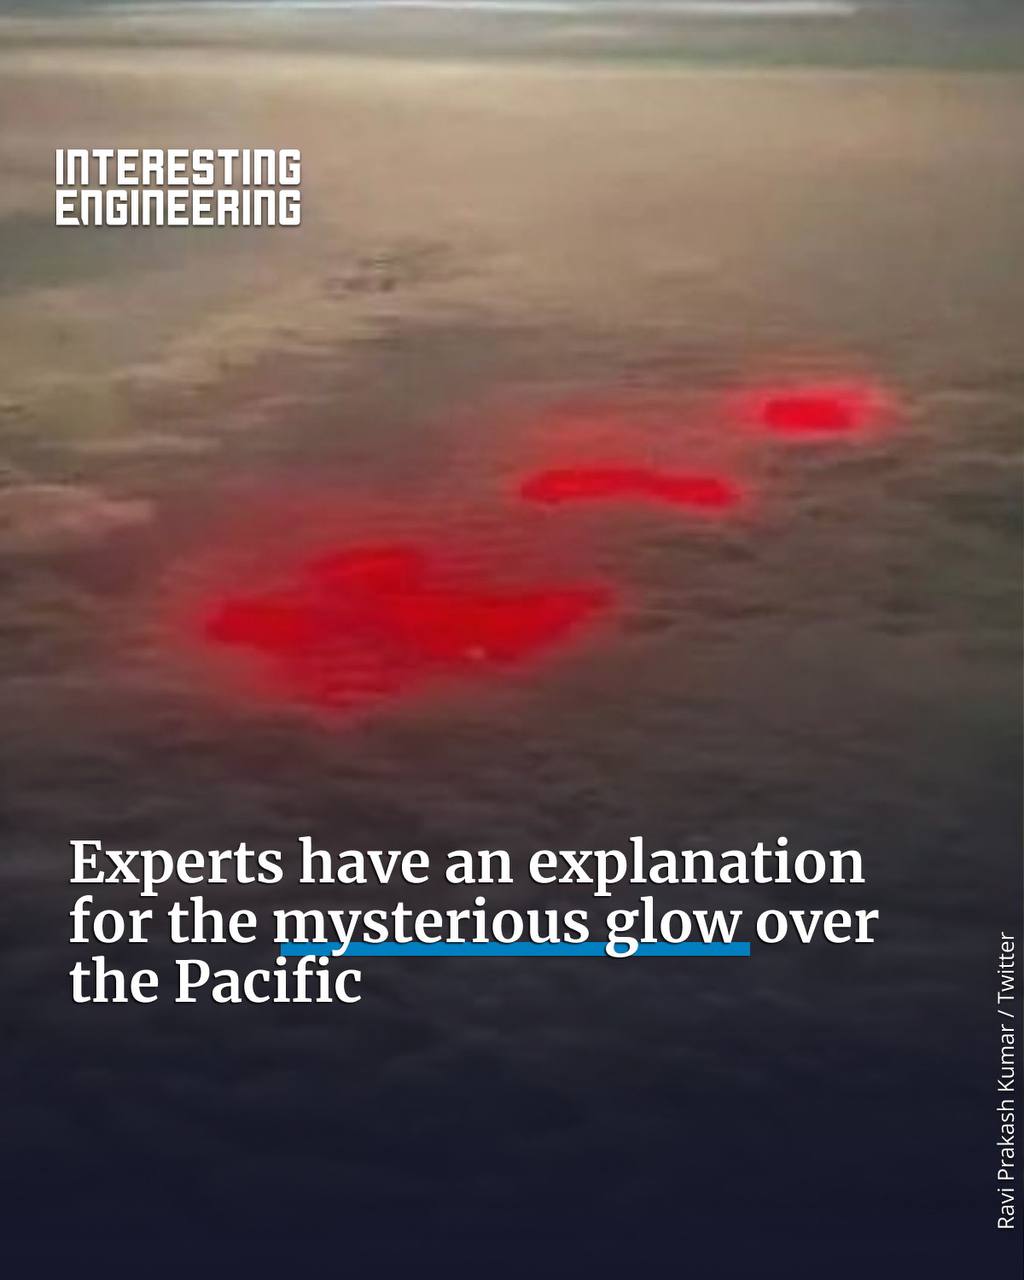 INTERESTING
ENGINEERING
Experts have an explanation
for the mysterious glow over
the Pacific
Ravi Prakash Kumar / Twitter